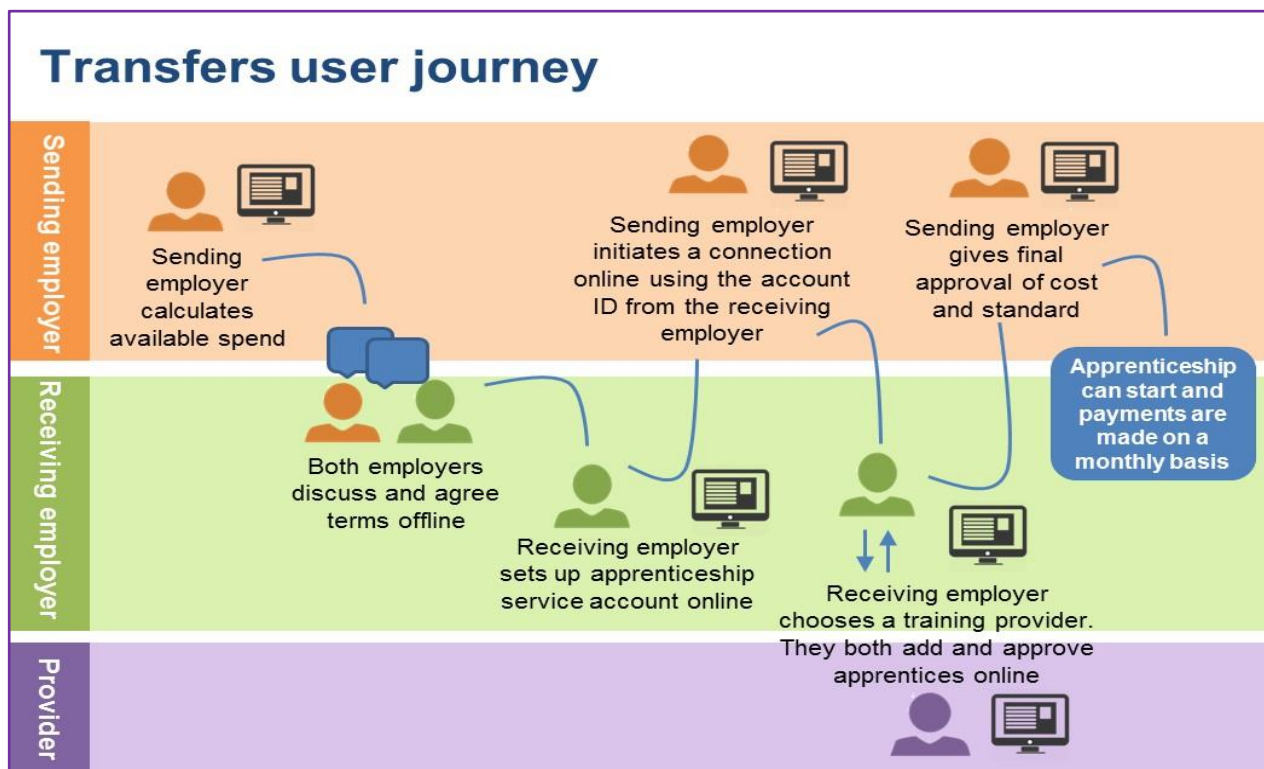 Transfers user journey
Sending employer
Sending
employer
calculates
available spend
Both employers
discuss and agree
terms offline
Receiving employer
sets up apprenticeship
service account online
Sending employer
initiates a connection
online using the account
ID from the receiving
employer
Receiving employer
chooses a training provider.
They both add and approve
apprentices online
Sending employer
gives final
approval of cost
and standard
Apprenticeship
can start and
payments are
made on a
monthly basis
Receiving employer
Provider